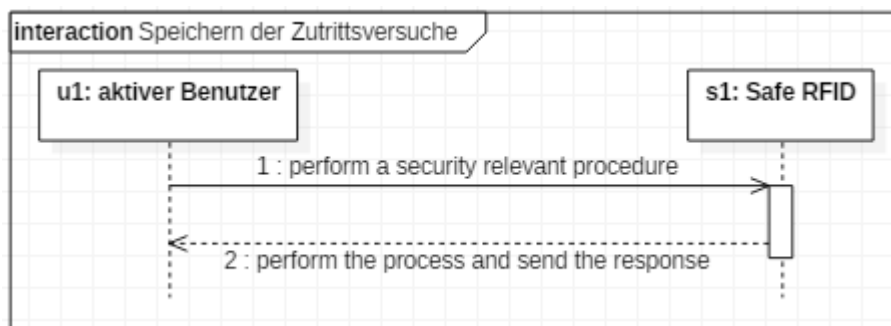 interaction Speichern der Zutrittsversuche
u1: aktiver Benutzer
s1: Safe RFID
1 : perform a security relevant procedure
2 : perform the process and send the response